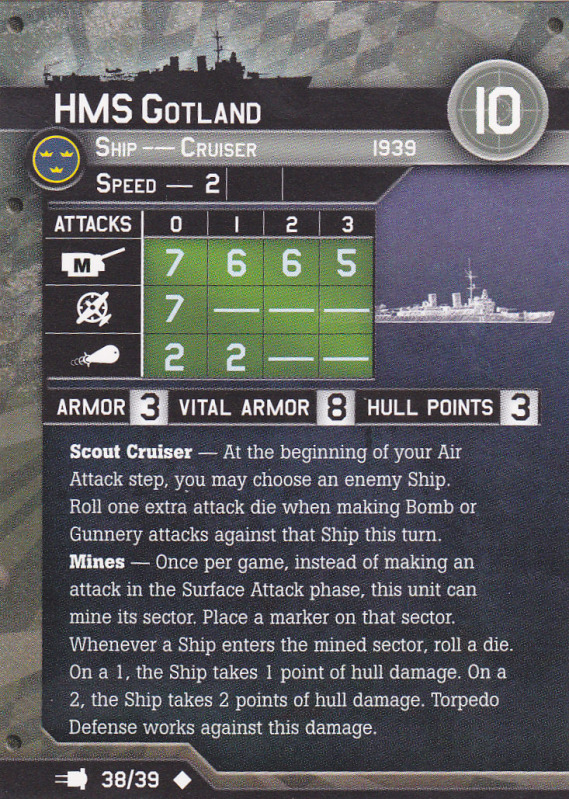 HMS Gotland
10
Ship — Cruiser 1939
Speed — 2
ATTACKS 0 1 2 3
M 7 6 6 5
7 — — —
2 2 — —
ARMOR 3 VITAL ARMOR 8 HULL POINTS 3
Scout Cruiser — At the beginning of your Air
Attack step, you may choose an enemy Ship.
Roll one extra attack die when making Bomb or
Gunnery attacks against that Ship this turn.
Mines — Once per game, instead of making an
attack in the Surface Attack phase, this unit can
mine its sector. Place a marker on that sector.
Whenever a Ship enters the mined sector, roll a die.
On a 1, the Ship takes 1 point of hull damage. On a
2, the Ship takes 2 points of hull damage. Torpedo
Defense works against this damage.
38/39